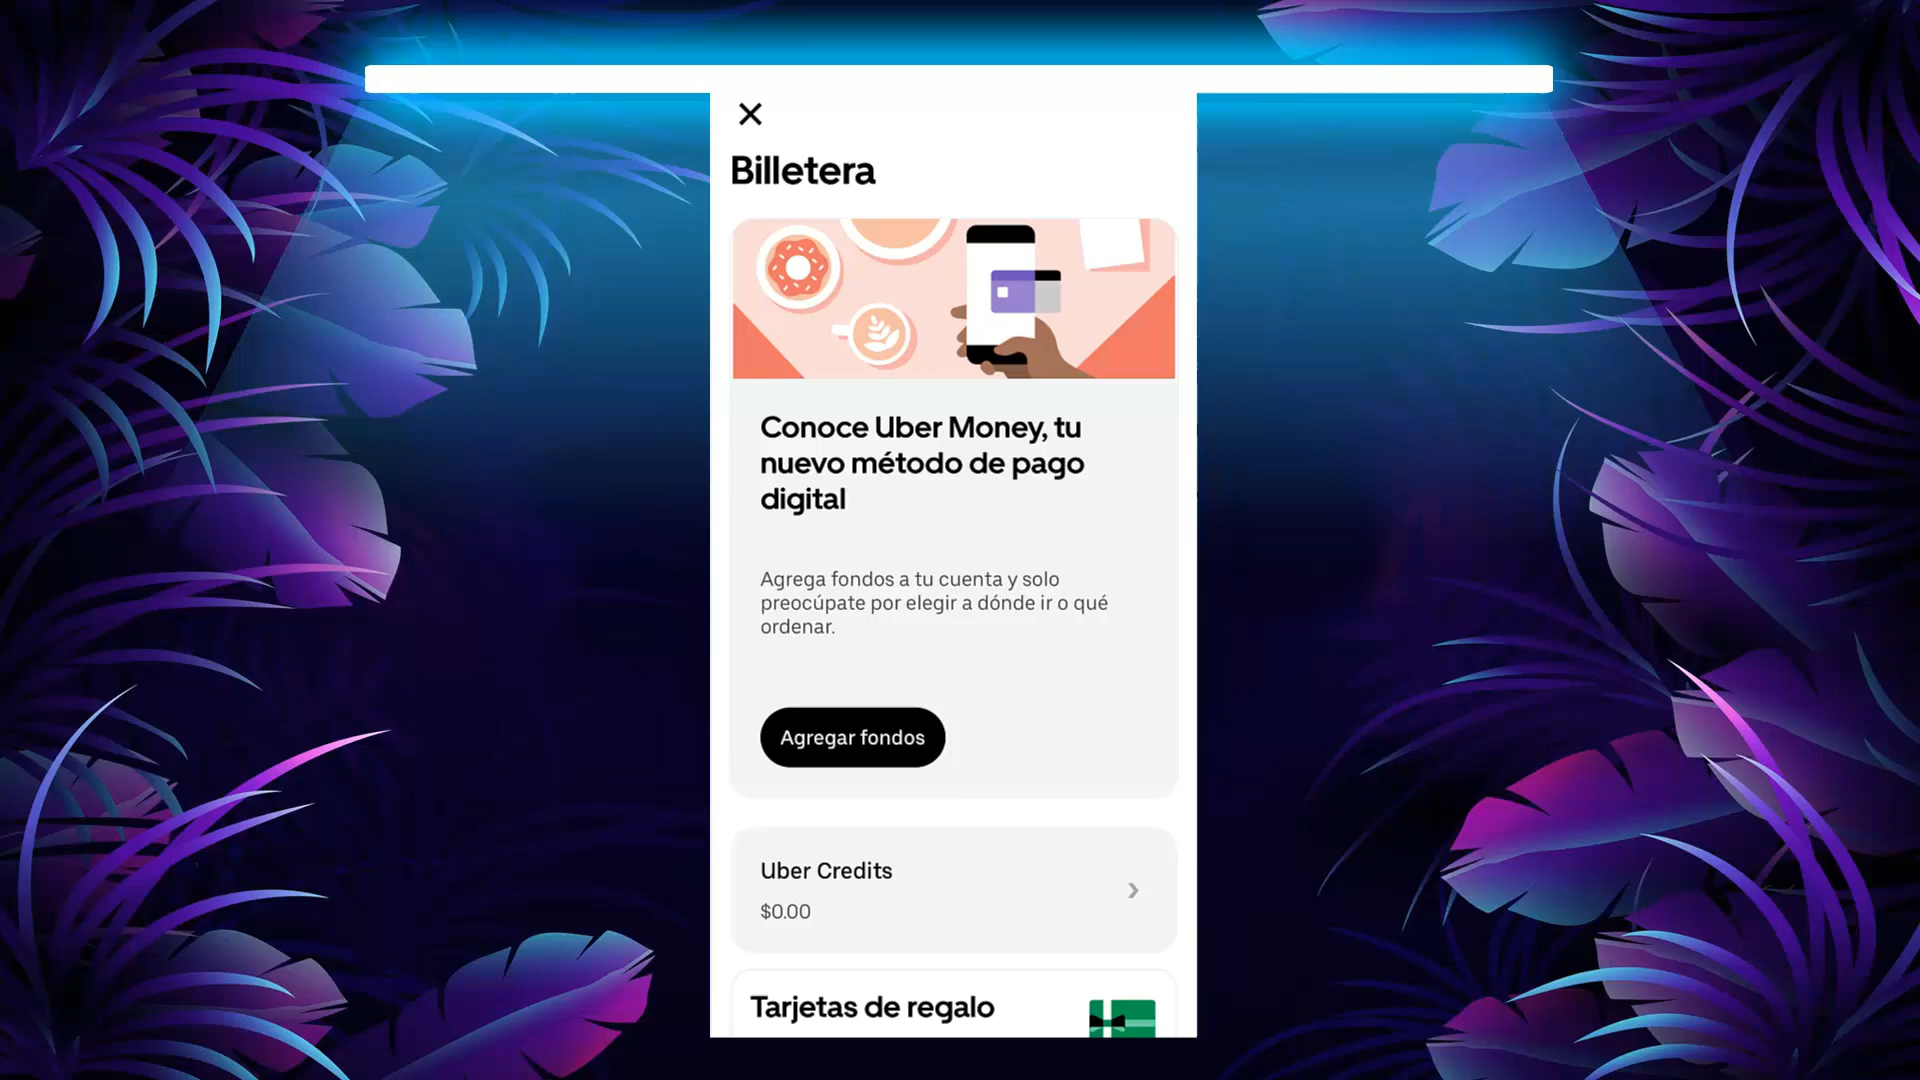 Billetera
Conoce Uber Money, tu
nuevo método de pago
digital
Agrega fondos a tu cuenta y solo
preocúpate por elegir a dónde ir o qué
ordenar.
Agregar fondos
Uber Credits
$0.00
Tarjetas de regalo